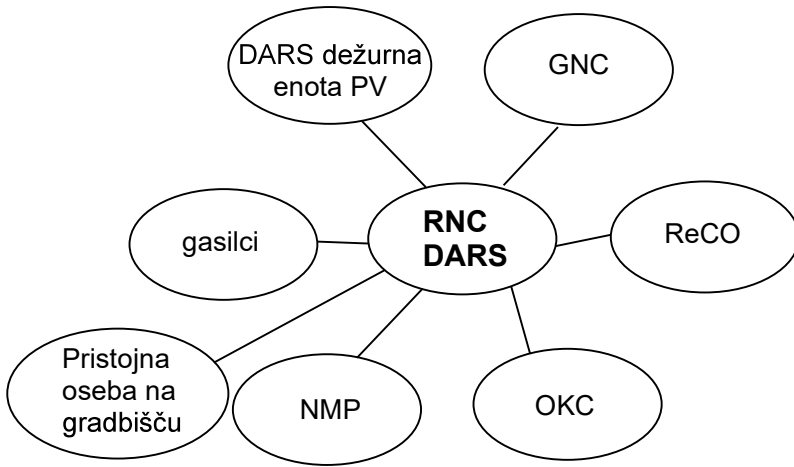 DARS dežurna
enota PV
GNC
gasilci
RNC
DARS
ReCO
Pristojna
oseba na
gradbišču
NMP
OKC